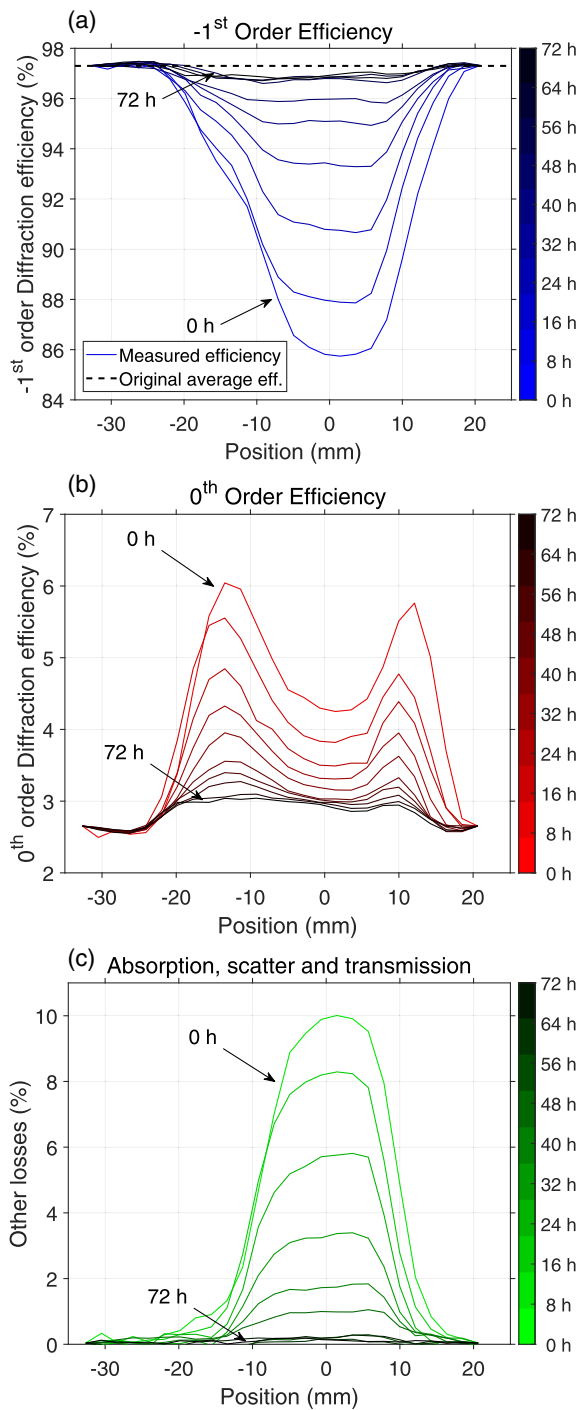 (a)
-1st Order Efficiency
-1st order Diffraction efficiency (%)
98
96
94
92
90
88
86
84
72 h
0 h
Measured efficiency
Original average eff.
-30 -20 -10 0 10 20
Position (mm)
72 h
64 h
56 h
48 h
40 h
32 h
24 h
16 h
8 h
0 h
(b)
0th Order Efficiency
0th order Diffraction efficiency (%)
7
6
5
4
3
2
0 h
72 h
-30 -20 -10 0 10 20
Position (mm)
72 h
64 h
56 h
48 h
40 h
32 h
24 h
16 h
8 h
0 h
(c)
Absorption, scatter and transmission
Other losses (%)
10
8
6
4
2
0
0 h
72 h
-30 -20 -10 0 10 20
Position (mm)
72 h
64 h
56 h
48 h
40 h
32 h
24 h
16 h
8 h
0 h